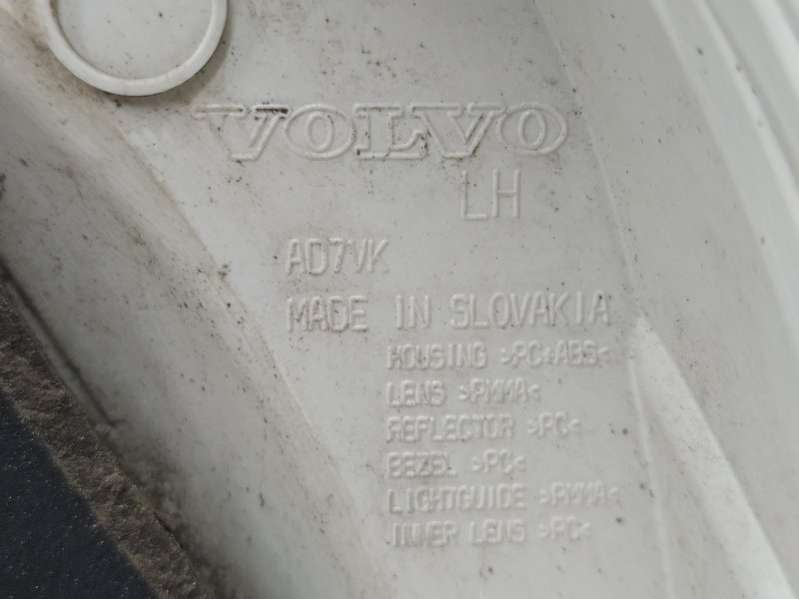 VOLVO
LH
AD7VK
MADE IN SLOVAKIA
HOUSING >PC+ABS<
LENS >PMMA<
REFLECTOR >PC<
BEZEL >PC<
LIGHTGUIDE >PMMA<
INNER LENS >PC<